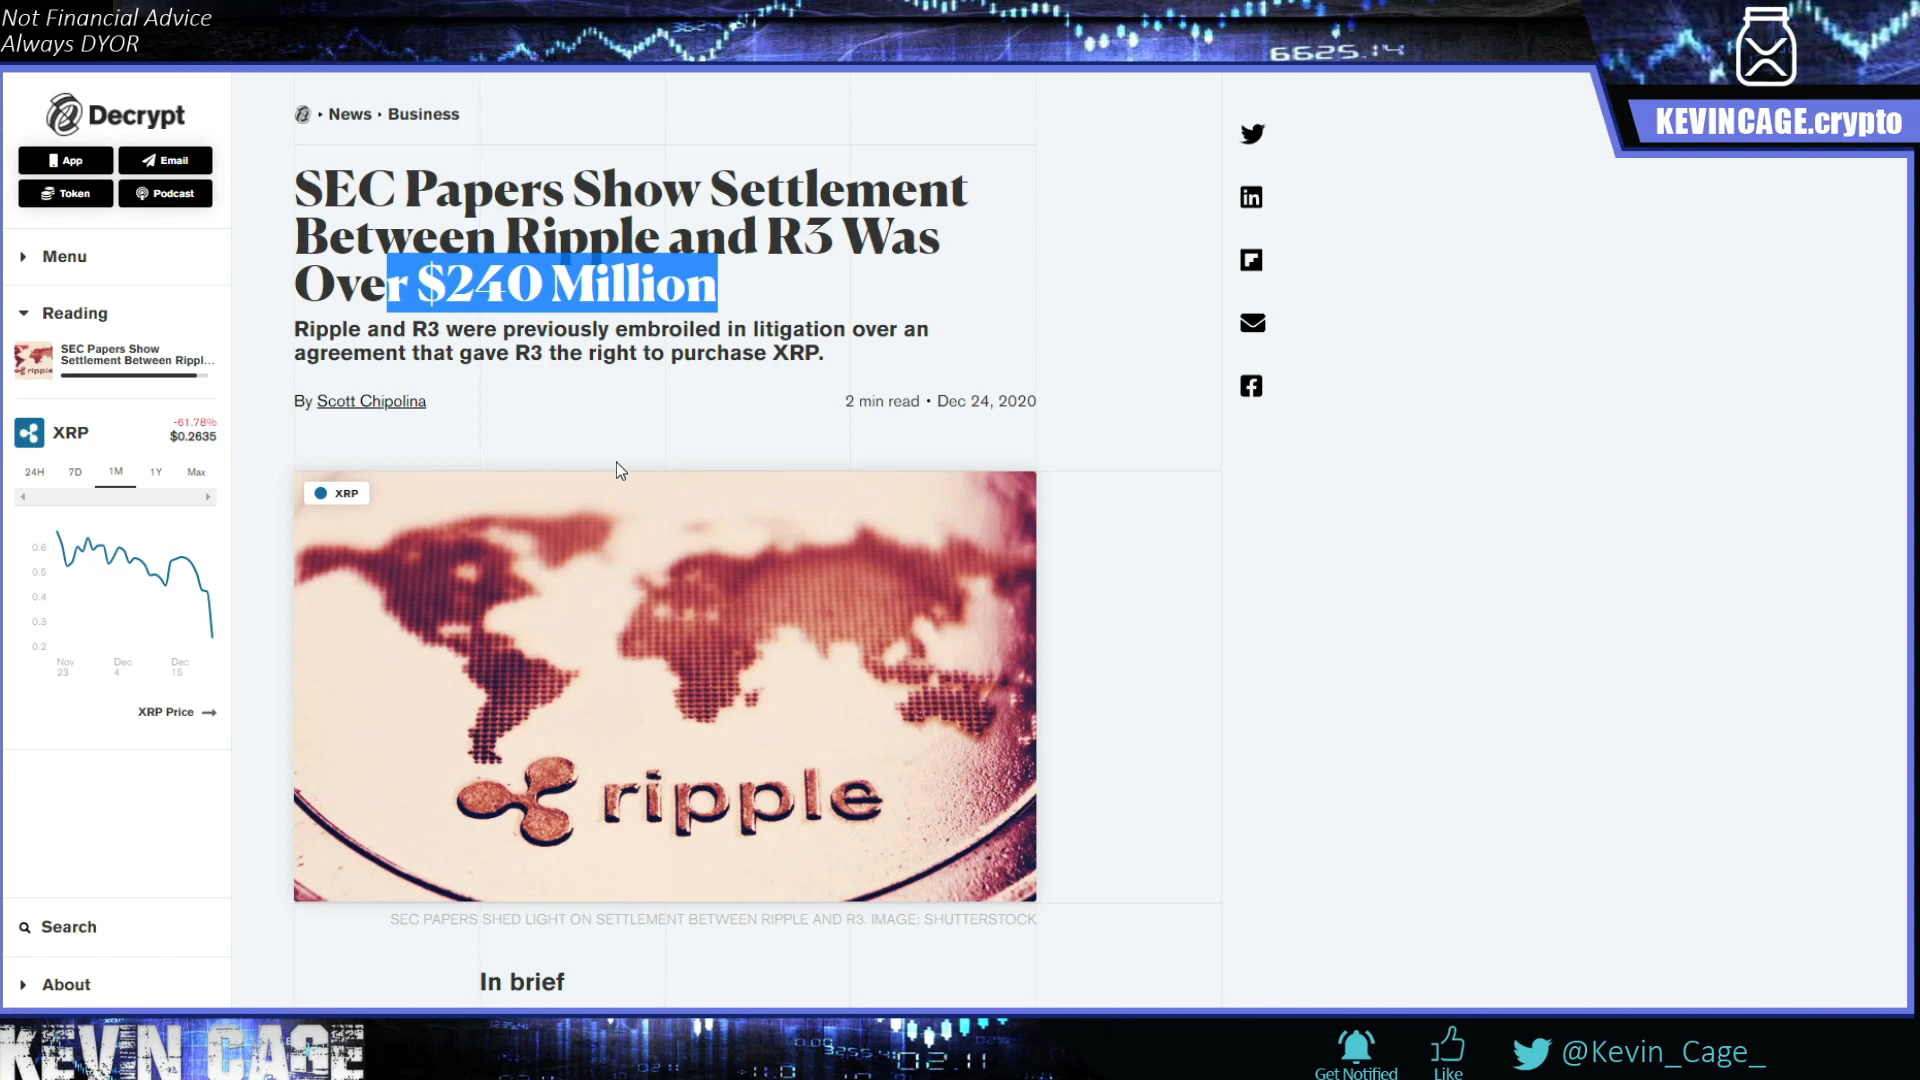 Not Financial Advice
Always DYOR
6625.14
KEVINCAGE.crypto
Decrypt
App
Email
Token
Podcast
Menu
Reading
SEC Papers Show
Settlement Between Rippl...
XRP
-61.78%
$0.2635
24H 7D 1M 1Y Max
0.6
0.5
0.4
0.3
0.2
Nov 23
Dec 4
Dec 15
XRP Price
Search
About
News • Business
SEC Papers Show Settlement
Between Ripple and R3 Was
Over $240 Million
Ripple and R3 were previously embroiled in litigation over an
agreement that gave R3 the right to purchase XRP.
By Scott Chipolina
2 min read • Dec 24, 2020
XRP
ripple
SEC PAPERS SHED LIGHT ON SETTLEMENT BETWEEN RIPPLE AND R3. IMAGE: SHUTTERSTOCK
In brief
KEVIN CAGE
02.11
Get Notified
Like
@Kevin_Cage_